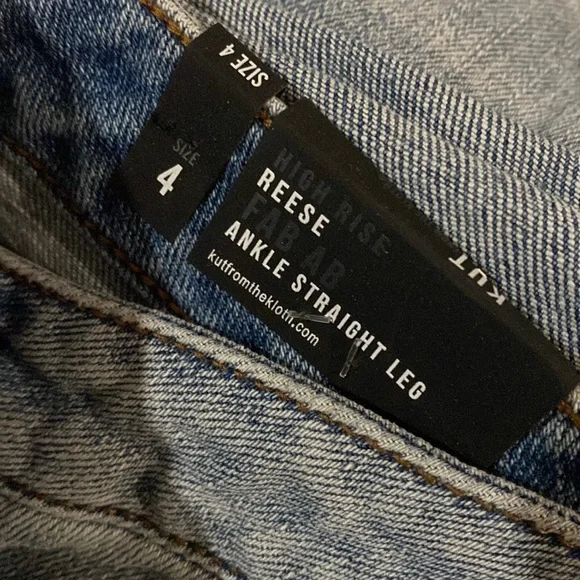 SIZE 4
SIZE
4
HIGH RISE
REESE
FAB AB
ANKLE STRAIGHT LEG
kutfromthekloth.com
KUT